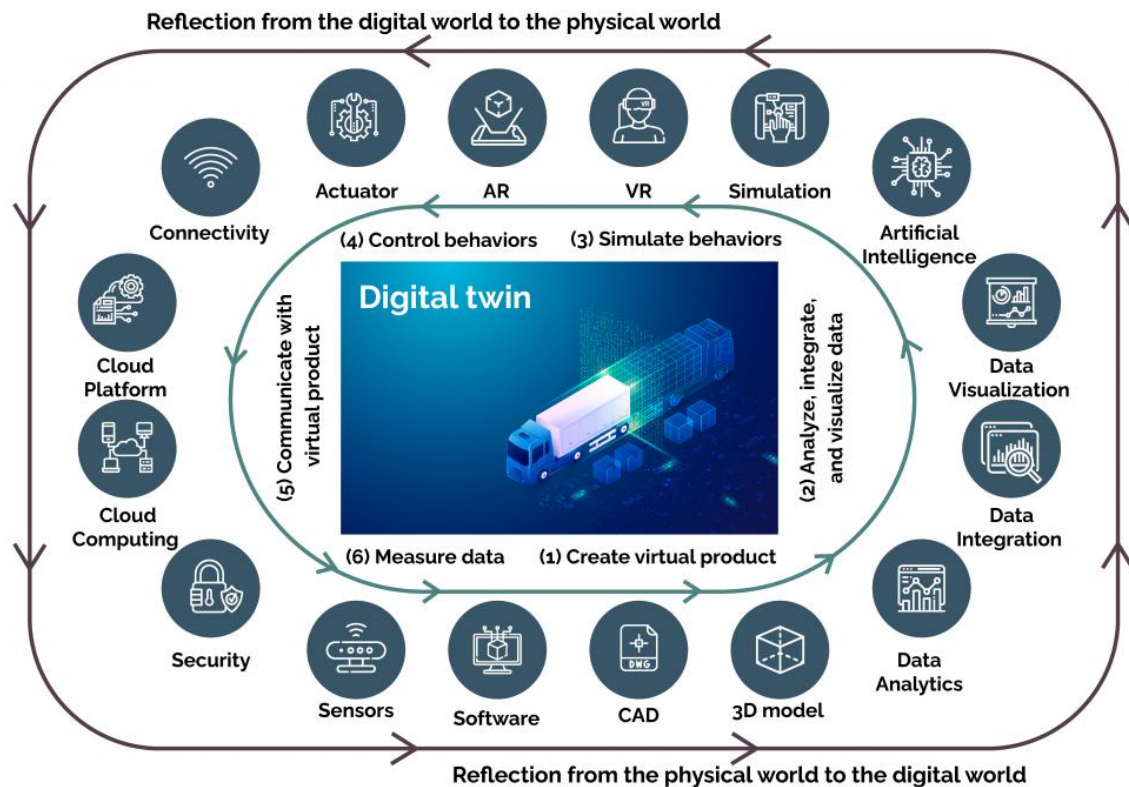 Reflection from the digital world to the physical world
Actuator
AR
VR
VR
Simulation
Connectivity
Artificial
Intelligence
(4) Control behaviors
(3) Simulate behaviors
Digital twin
Cloud
Platform
(5) Communicate with
virtual product
(2) Analyze, integrate,
and visualize data
Data
Visualization
Cloud
Computing
Data
Integration
(6) Measure data
(1) Create virtual product
Security
DWG
Data
Analytics
Sensors
Software
CAD
3D model
Reflection from the physical world to the digital world